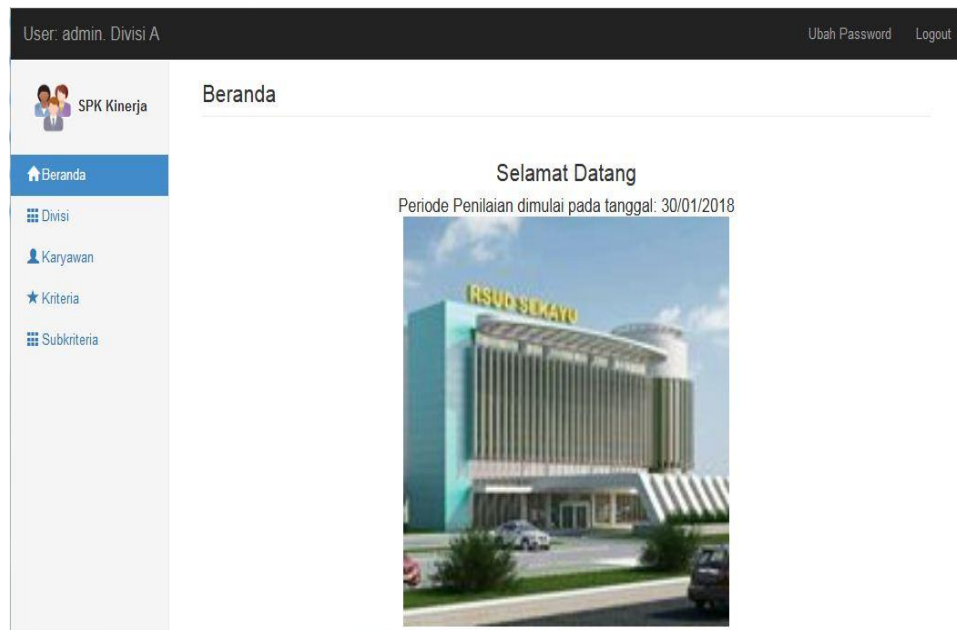 User: admin. Divisi A
Ubah Password
Logout
SPK Kinerja
Beranda
Beranda
Divisi
Karyawan
Kriteria
Subkriteria
Selamat Datang
Periode Penilaian dimulai pada tanggal: 30/01/2018
RSUD SEKAYU